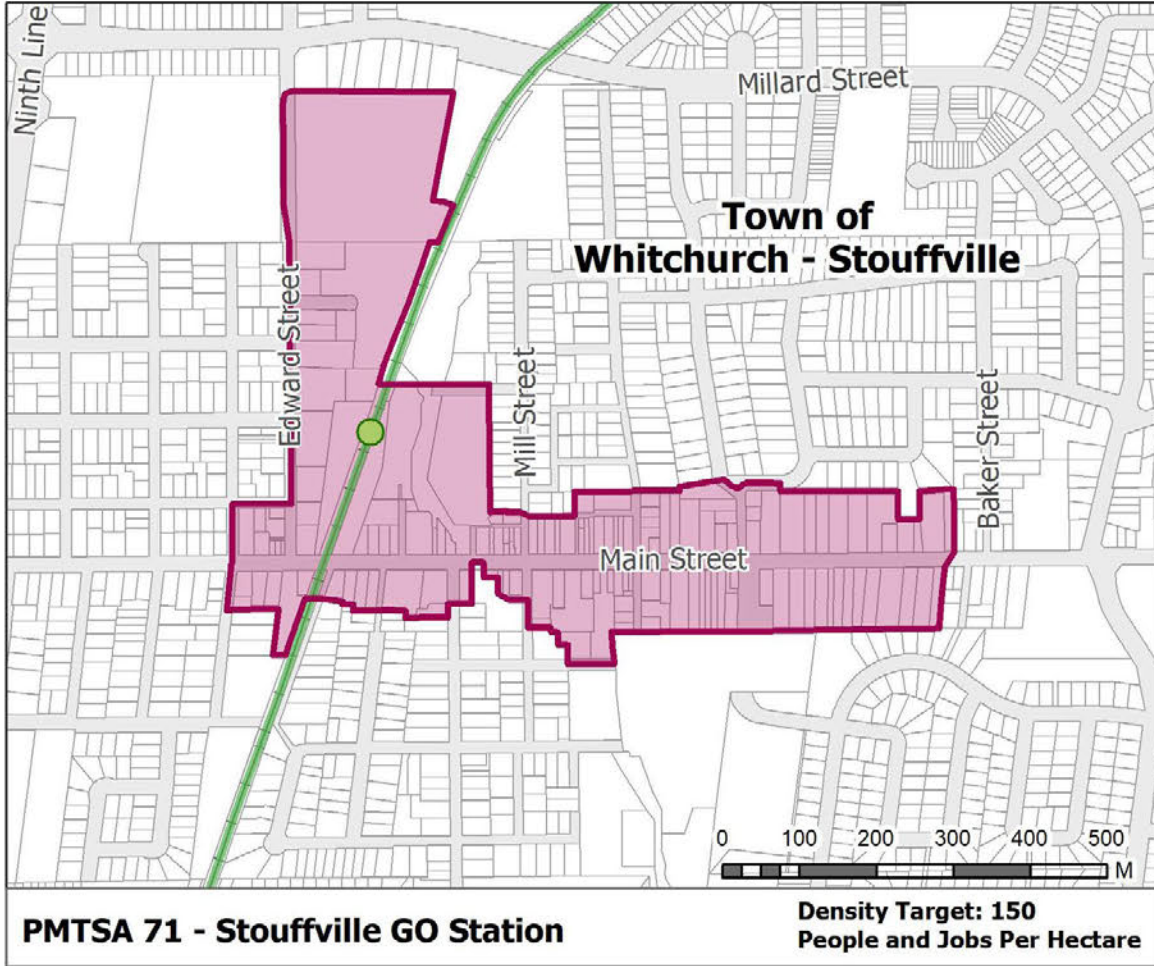 Ninth Line
Millard Street
Town of
Whitchurch - Stouffville
Edward Street
Mill Street
Baker Street
Main Street
0 100 200 300 400 500
M
PMTSA 71 - Stouffville GO Station
Density Target: 150
People and Jobs Per Hectare